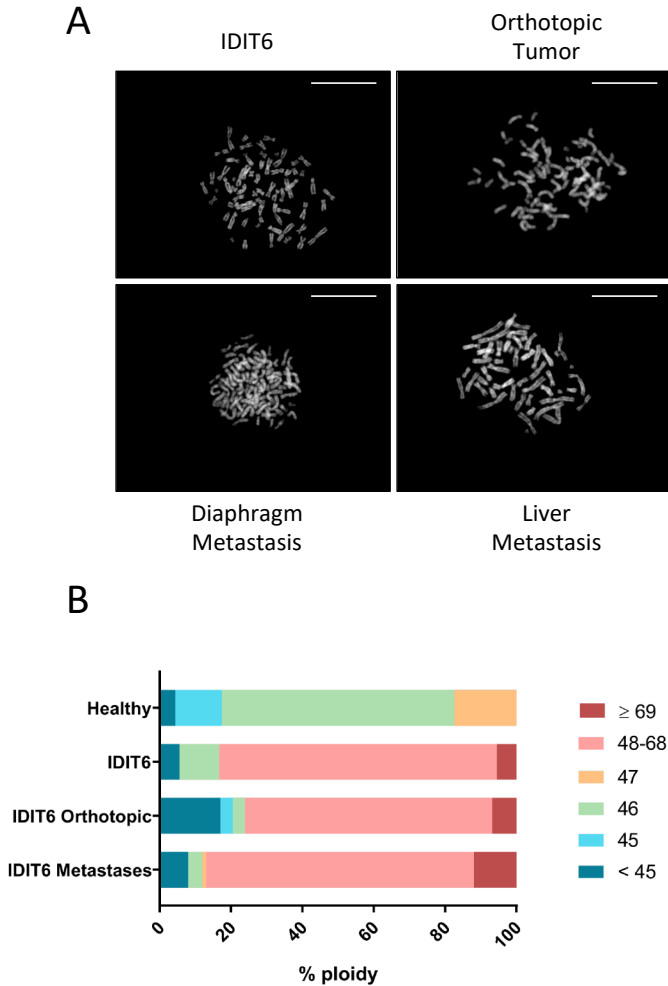 A
IDIT6
Orthotopic
Tumor
Diaphragm
Metastasis
Liver
Metastasis
B
Healthy
IDIT6
IDIT6 Orthotopic
IDIT6 Metastases
0
20
40
60
80
100
% ploidy
≥ 69
48-68
47
46
45
< 45